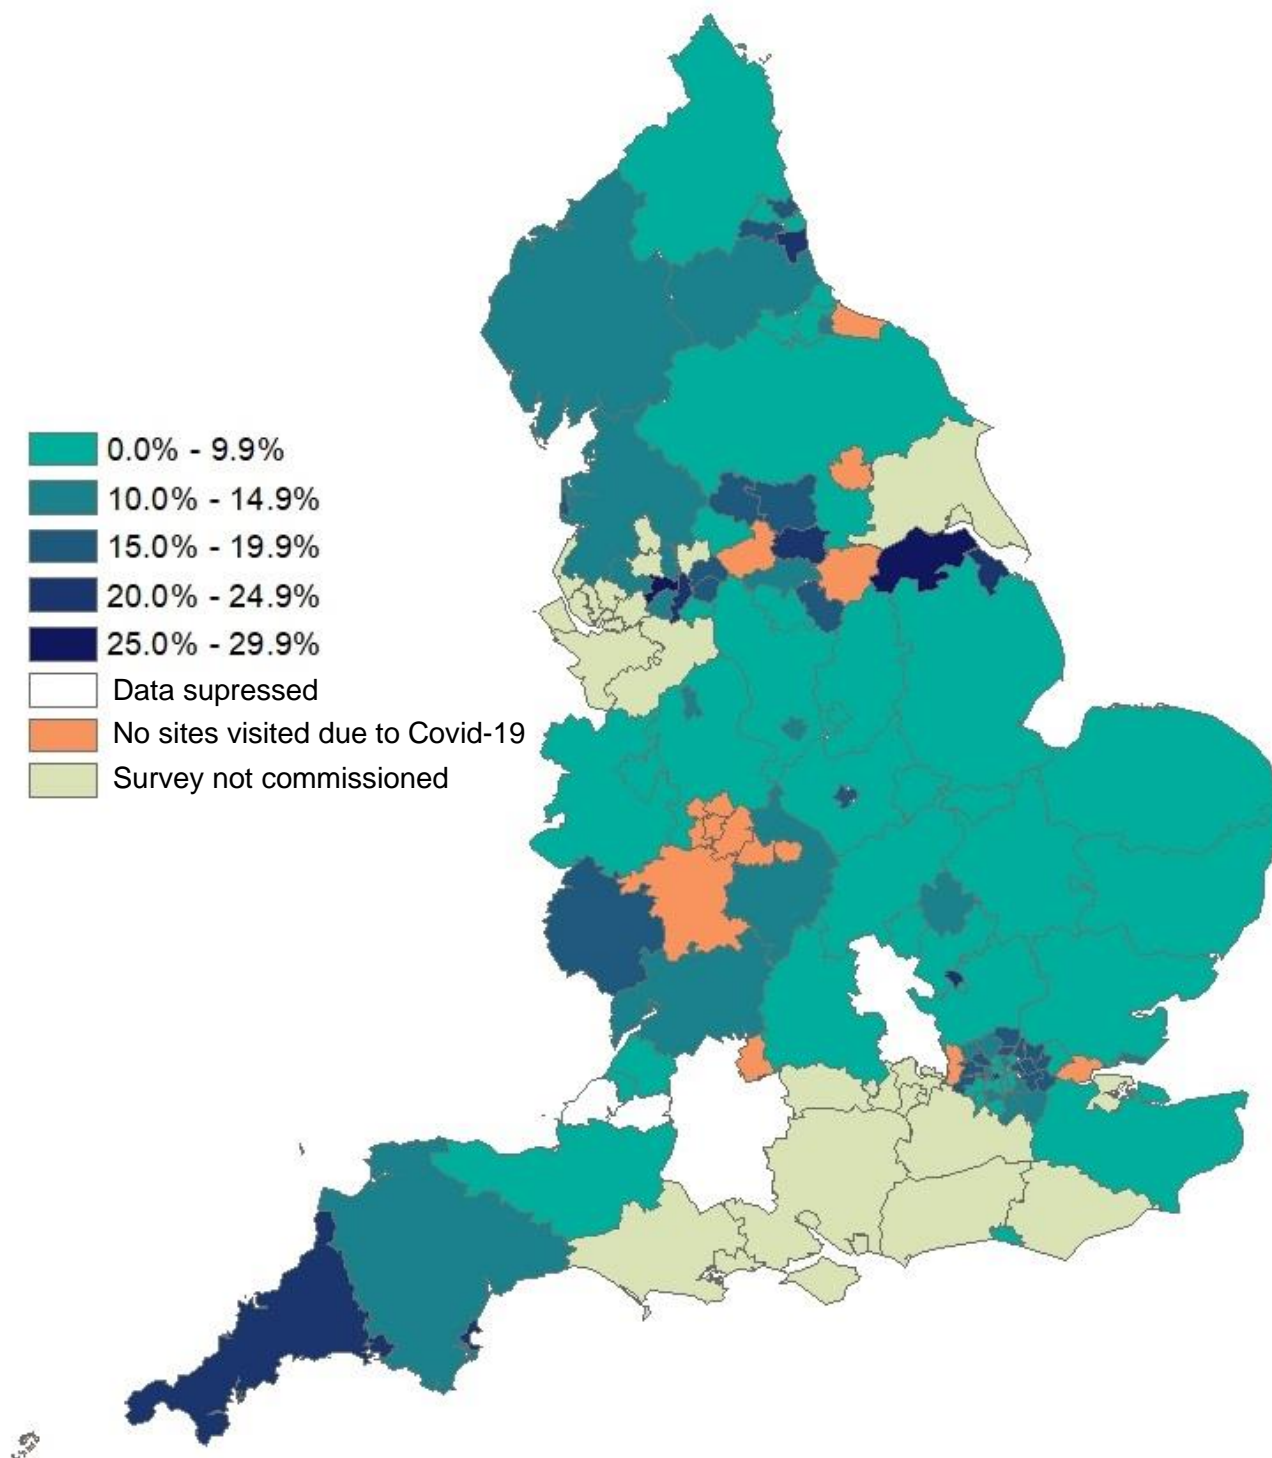 0.0% - 9.9%
10.0% - 14.9%
15.0% - 19.9%
20.0% - 24.9%
25.0% - 29.9%
Data supressed
No sites visited due to Covid-19
Survey not commissioned